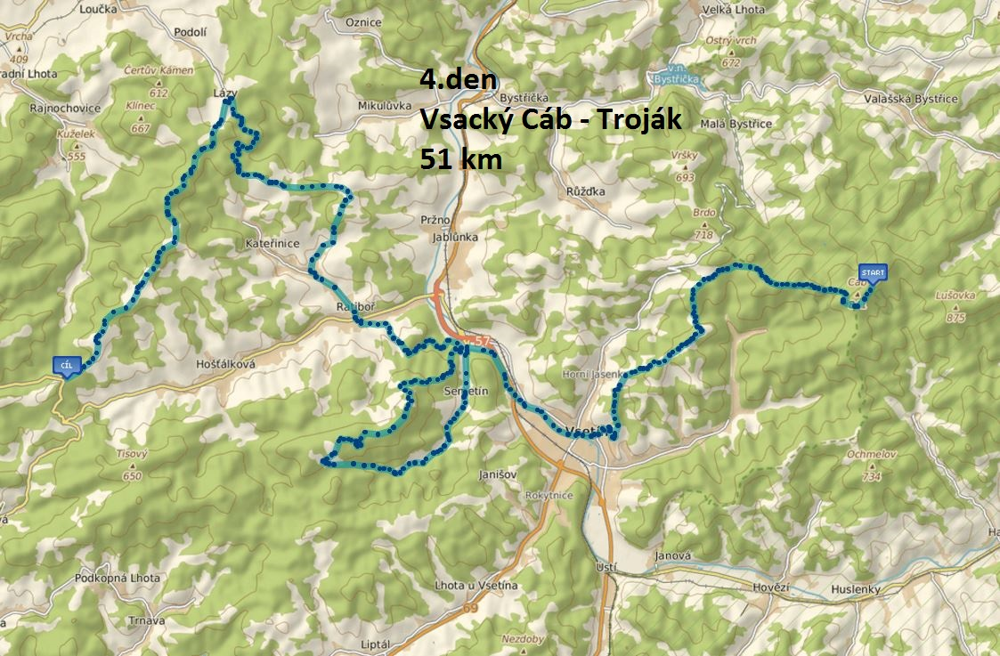 Loučka
Oznice
Velká Lhota
Podolí
Ostrý vrch
672
Vrcha
409
Čertův Kámen
612
adní Lhota
4.den
v.n.
Bystřička
Lázy
Bystřička
Valašská Bystřice
Rajnochovice
Klínec
667
Mikulůvka
Vsacký Cáb - Troják
Malá Bystřice
Kuželek
555
51 km
Vršky
693
Růžďka
Brdo
718
Pržno
Jablůnka
Kateřinice
START
Cáb
Lušovka
875
Ratiboř
57
CÍL
Hošťálková
Horní Jasenka
Semetín
Vsetín
Tisový
650
Ochmelov
734
Janišov
Rokytnice
Janová
Ústí
Podkopná Lhota
Lhota u Vsetína
Hovězí
Huslenky
69
Trnava
Liptál
Nezdoby